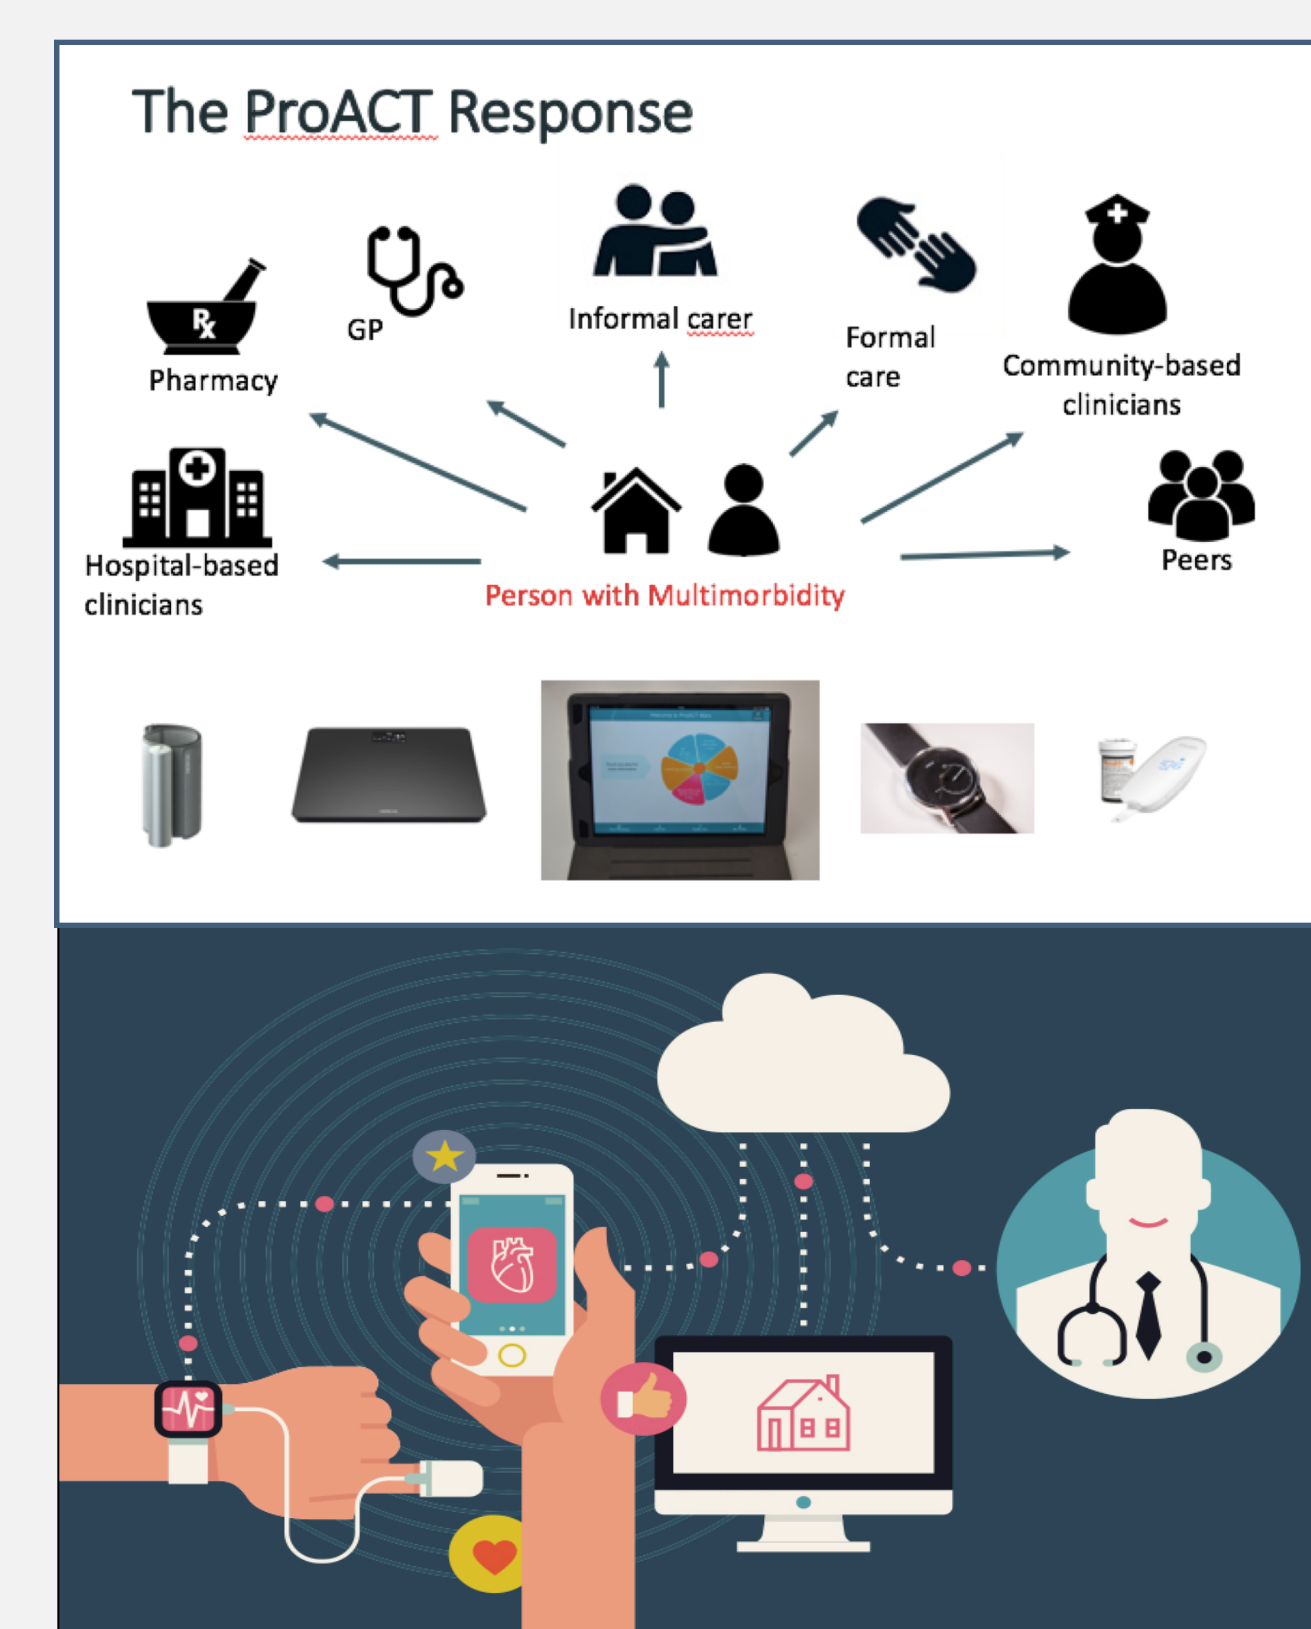 The ProACT Response
Informal carer
GP
Formal
care
Pharmacy
Community-based
clinicians
Rx
Hospital-based
clinicians
Peers
Person with Multimorbidity